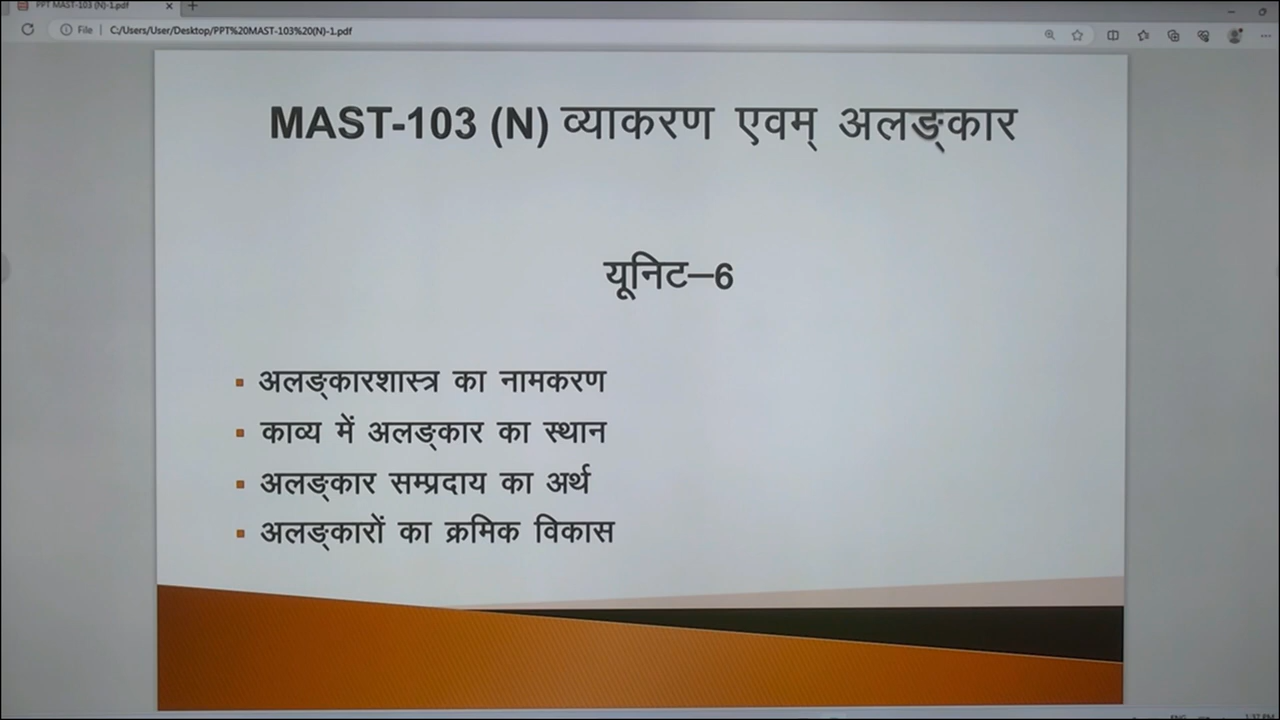 PPT MAST-103 (N)-1.pdf
File
C:/Users/User/Desktop/PPT%20MAST-103%20(N)-1.pdf
MAST-103 (N) व्याकरण एवम् अलङ्कार
यूनिट–6
अलङ्कारशास्त्र का नामकरण
काव्य में अलङ्कार का स्थान
अलङ्कार सम्प्रदाय का अर्थ
अलङ्कारों का क्रमिक विकास